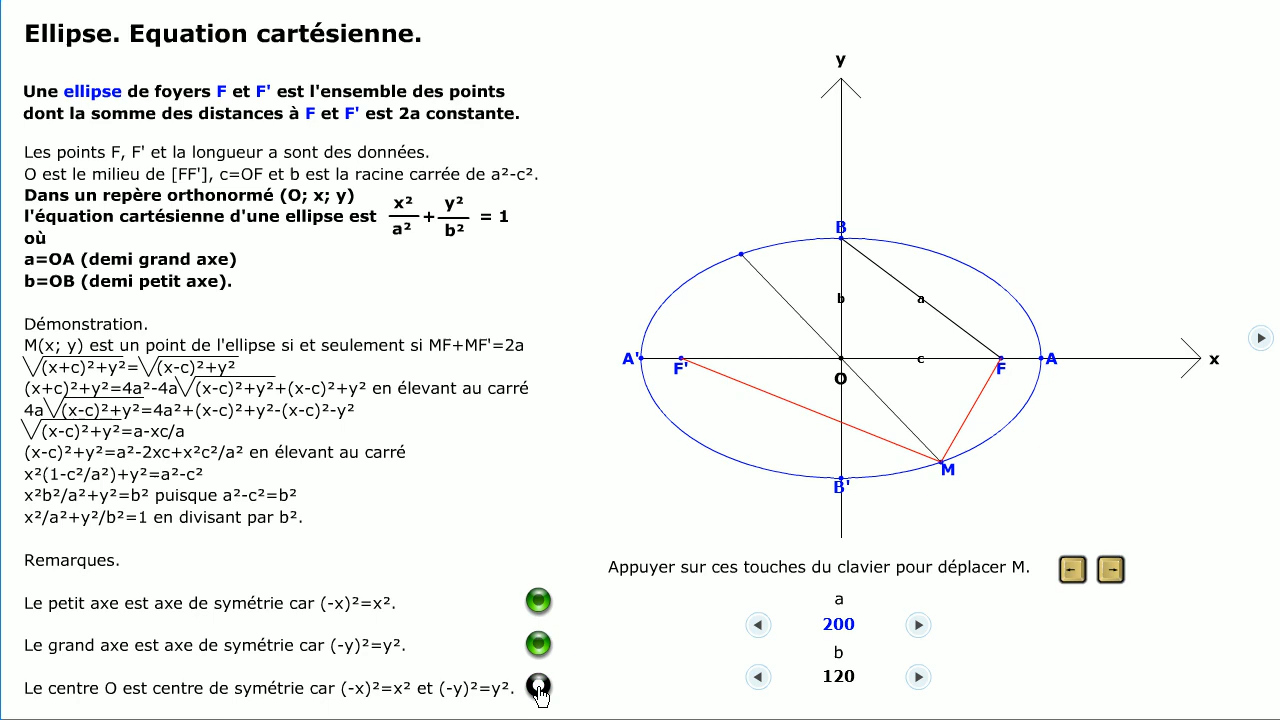 Ellipse. Equation cartésienne.
Une ellipse de foyers F et F' est l'ensemble des points
dont la somme des distances à F et F' est 2a constante.
Les points F, F' et la longueur a sont des données.
O est le milieu de [FF'], c=OF et b est la racine carrée de a²-c².
Dans un repère orthonormé (O; x; y)
l'équation cartésienne d'une ellipse est x²/a² + y²/b² = 1
où
a=OA (demi grand axe)
b=OB (demi petit axe).
Démonstration.
M(x; y) est un point de l'ellipse si et seulement si MF+MF'=2a
√(x+c)²+y²=√(x-c)²+y²
(x+c)²+y²=4a²-4a√(x-c)²+y²+(x-c)²+y² en élevant au carré
4a√(x-c)²+y²=4a²+(x-c)²+y²-(x-c)²-y²
√(x-c)²+y²=a-xc/a
(x-c)²+y²=a²-2xc+x²c²/a² en élevant au carré
x²(1-c²/a²)+y²=a²-c²
x²b²/a²+y²=b² puisque a²-c²=b²
x²/a²+y²/b²=1 en divisant par b².
Remarques.
Le petit axe est axe de symétrie car (-x)²=x².
Le grand axe est axe de symétrie car (-y)²=y².
Le centre O est centre de symétrie car (-x)²=x² et (-y)²=y².
y
B
b
a
A'
F'
c
F
A
x
O
M
B'
Appuyer sur ces touches du clavier pour déplacer M. ← →
a
200
b
120